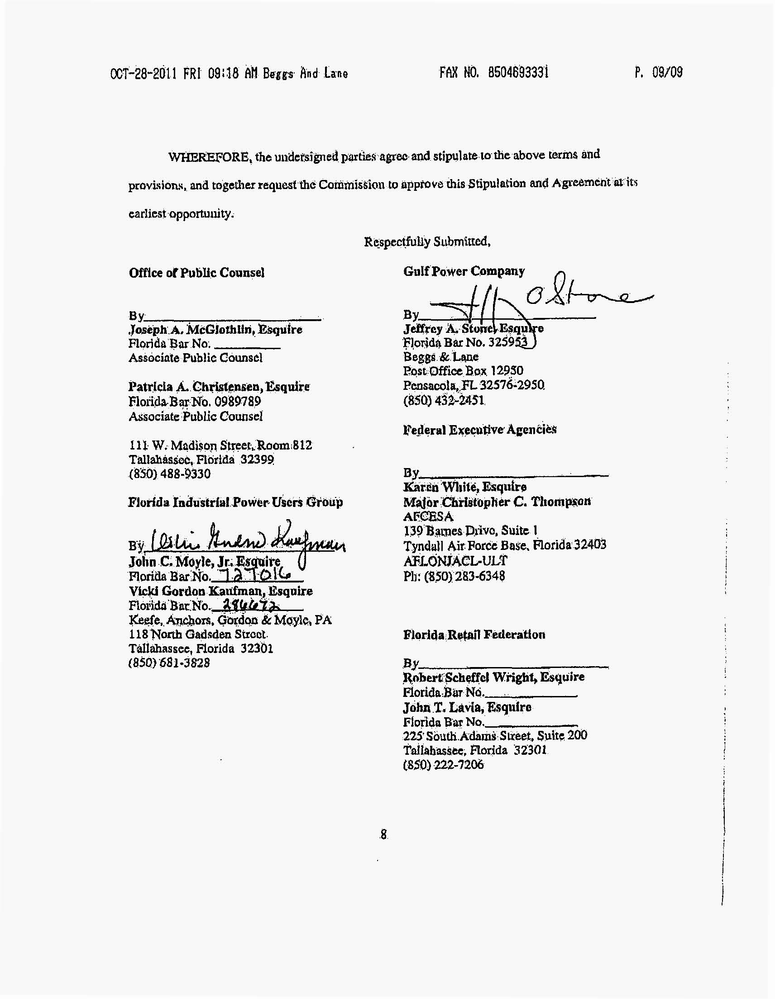 OCT-28-2011 FRI 09:18 AM Beggs And Lane FAX NO. 8504693331 P. 09/09
WHEREFORE, the undersigned parties agree and stipulate to the above terms and
provisions, and together request the Commission to approve this Stipulation and Agreement at its
earliest opportunity.
Respectfully Submitted,
Office of Public Counsel
By
Joseph A. McGlothlin, Esquire
Florida Bar No.
Associate Public Counsel
Patricia A. Christensen, Esquire
Florida Bar No. 0989789
Associate Public Counsel
111 W. Madison Street, Room 812
Tallahassee, Florida 32399
(850) 488-9330
Florida Industrial Power Users Group
By Kaufman
John C. Moyle, Jr. Esquire
Florida Bar No. 727016
Vicki Gordon Kaufman, Esquire
Florida Bar No. 286672
Keefe, Anchors, Gordon & Moyle, PA
118 North Gadsden Street
Tallahassee, Florida 32301
(850) 681-3828
Gulf Power Company
By Stone
Jeffrey A. Stone, Esquire
Florida Bar No. 325953
Beggs & Lane
Post Office Box 12950
Pensacola, FL 32576-2950
(850) 432-2451
Federal Executive Agencies
By
Karen White, Esquire
Major Christopher C. Thompson
AFCESA
139 Barnes Drive, Suite 1
Tyndall Air Force Base, Florida 32403
AFLONJACL-ULT
Ph: (850) 283-6348
Florida Retail Federation
By
Robert Scheffel Wright, Esquire
Florida Bar No.
John T. Lavia, Esquire
Florida Bar No.
225 South Adams Street, Suite 200
Tallahassee, Florida 32301
(850) 222-7206
8